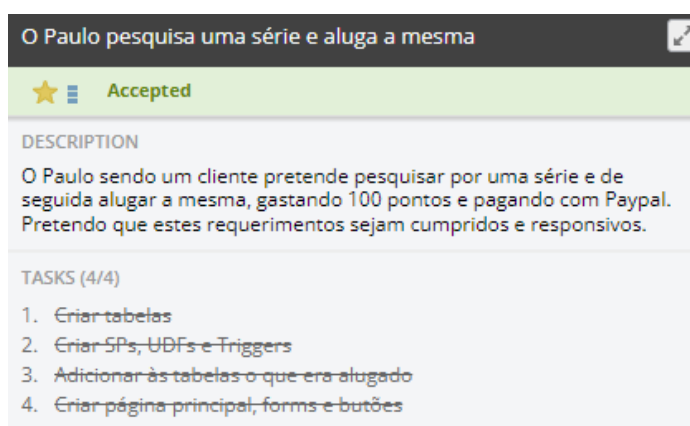 O Paulo pesquisa uma série e aluga a mesma
Accepted
DESCRIPTION
O Paulo sendo um cliente pretende pesquisar por uma série e de
seguida alugar a mesma, gastando 100 pontos e pagando com Paypal.
Pretendo que estes requerimentos sejam cumpridos e responsivos.
TASKS (4/4)
1. Criar tabelas
2. Criar SPs, UDFs e Triggers
3. Adicionar às tabelas o que era alugado
4. Criar página principal, forms e butões